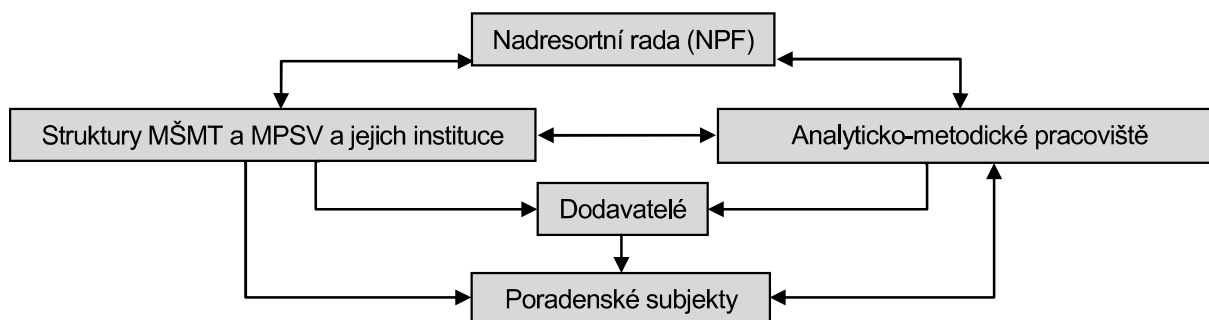 Nadresortní rada (NPF)
Struktury MŠMT a MPSV a jejich instituce
Analyticko-metodické pracoviště
Dodavatelé
Poradenské subjekty